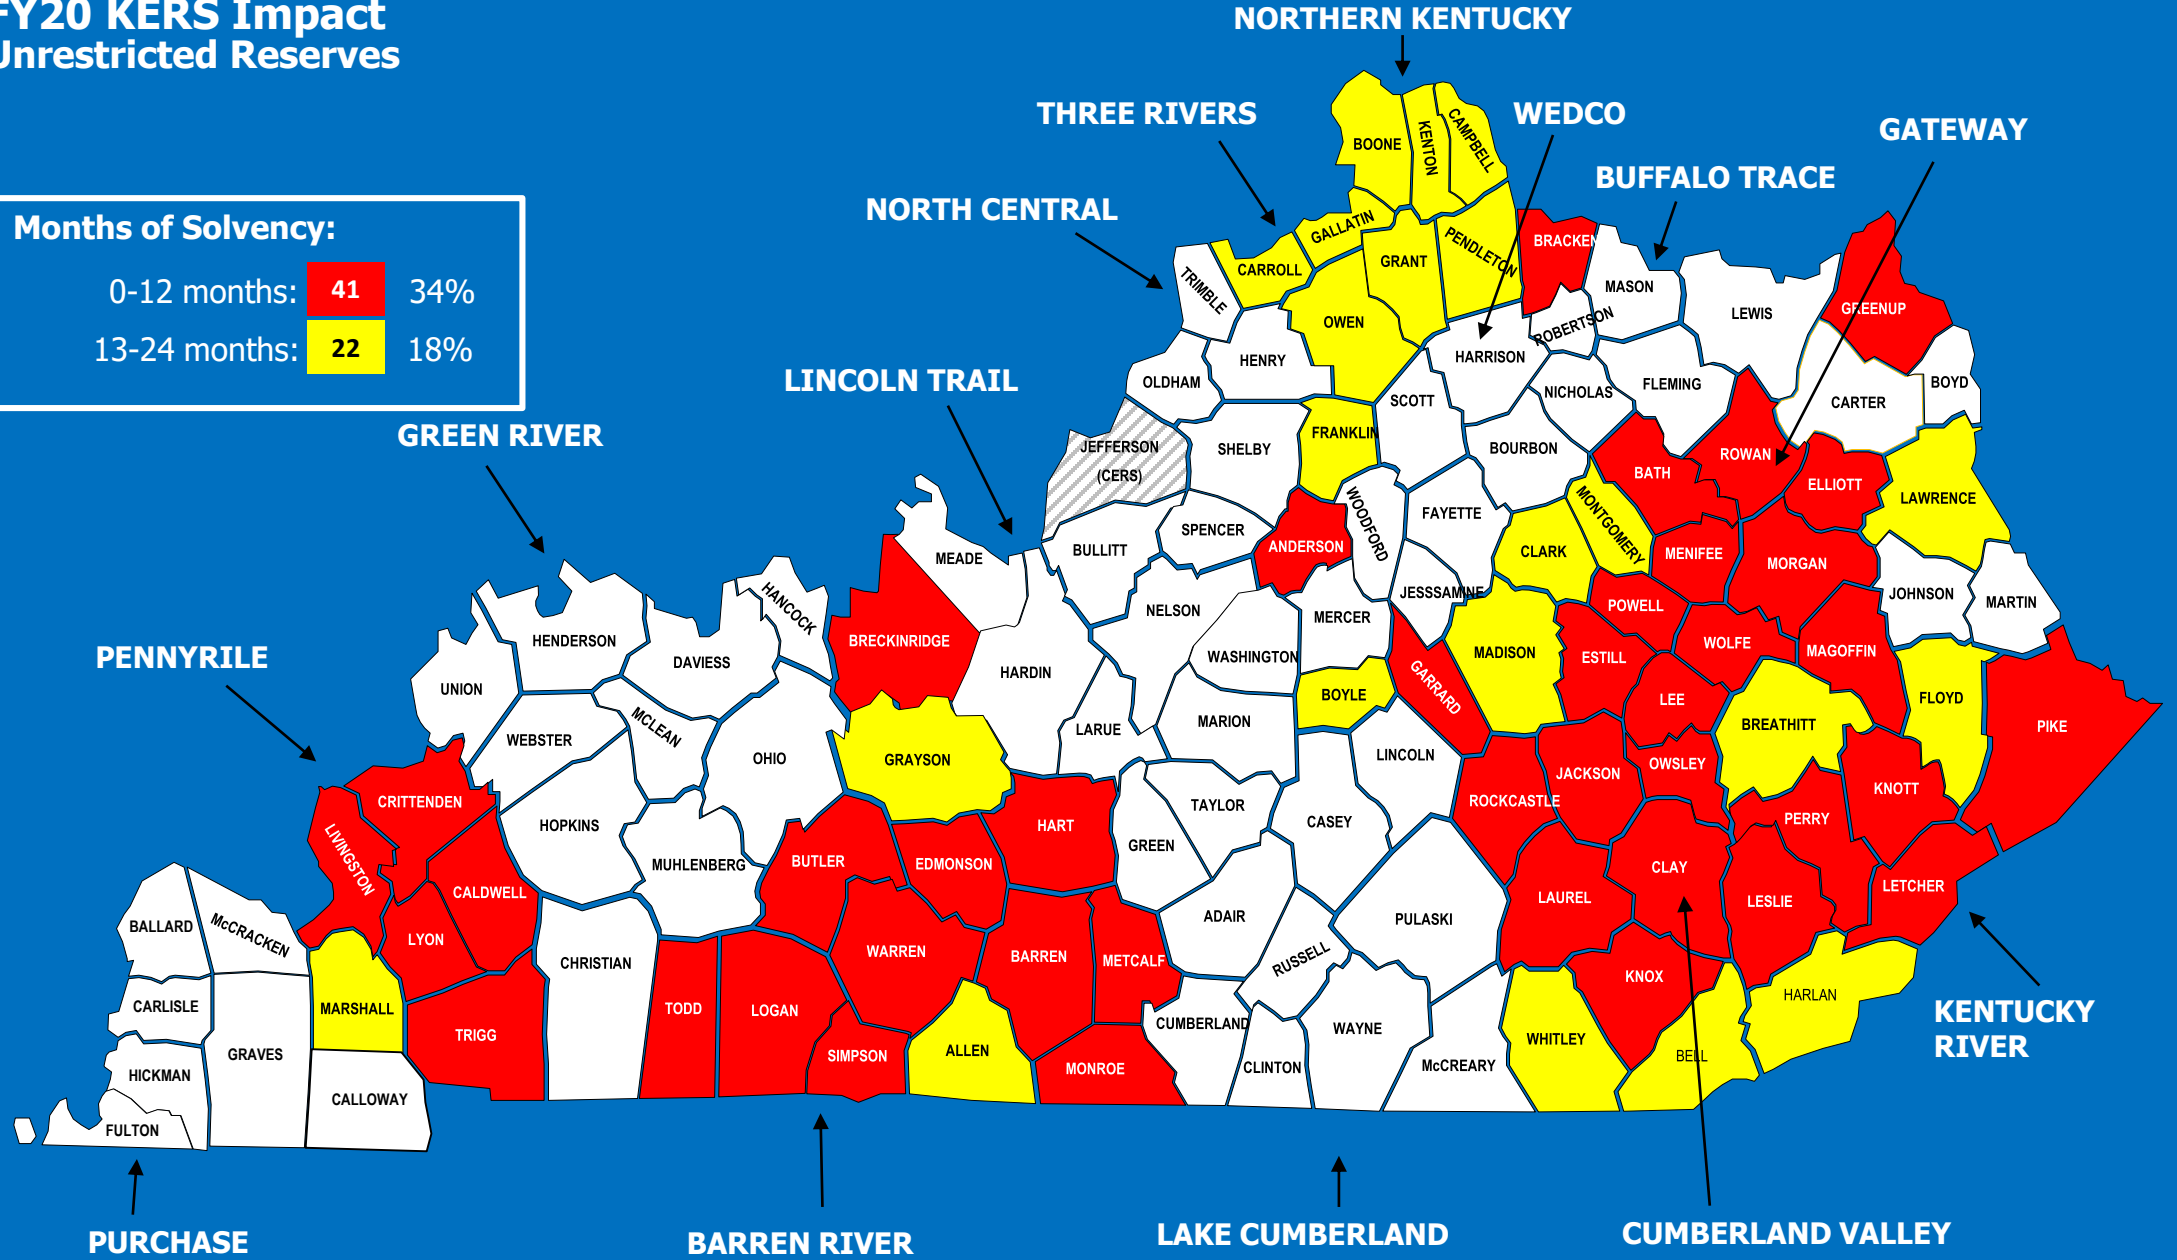 FY20 KERS Impact
Unrestricted Reserves
Months of Solvency:
0-12 months: 41 34%
13-24 months: 22 18%
NORTHERN KENTUCKY
THREE RIVERS
WEDCO
GATEWAY
BUFFALO TRACE
NORTH CENTRAL
LINCOLN TRAIL
GREEN RIVER
PENNYRILE
PURCHASE
BARREN RIVER
LAKE CUMBERLAND
CUMBERLAND VALLEY
KENTUCKY
RIVER
BOONE
KENTON
CAMPBELL
GALLATIN
CARROLL
GRANT
PENDLETON
BRACKEN
TRIMBLE
OWEN
MASON
ROBERTSON
LEWIS
GREENUP
HENRY
HARRISON
OLDHAM
NICHOLAS
FLEMING
CARTER
BOYD
SCOTT
JEFFERSON
(CERS)
SHELBY
FRANKLIN
BOURBON
BATH
ROWAN
ELLIOTT
LAWRENCE
WOODFORD
FAYETTE
MONTGOMERY
SPENCER
ANDERSON
CLARK
MENIFEE
MORGAN
BULLITT
MEADE
JESSSAMINE
JOHNSON
MARTIN
HANCOCK
NELSON
MERCER
POWELL
HENDERSON
BRECKINRIDGE
WASHINGTON
MADISON
ESTILL
WOLFE
MAGOFFIN
DAVIESS
HARDIN
UNION
BOYLE
GARRARD
LEE
FLOYD
MCLEAN
LARUE
MARION
BREATHITT
PIKE
WEBSTER
OHIO
GRAYSON
LINCOLN
JACKSON
OWSLEY
KNOTT
CRITTENDEN
TAYLOR
ROCKCASTLE
PERRY
HOPKINS
HART
GREEN
CASEY
LIVINGSTON
MUHLENBERG
BUTLER
EDMONSON
CLAY
LETCHER
CALDWELL
LAUREL
LESLIE
BALLARD
McCRACKEN
LYON
ADAIR
PULASKI
WARREN
BARREN
METCALF
RUSSELL
CHRISTIAN
KNOX
CARLISLE
MARSHALL
TODD
LOGAN
HARLAN
TRIGG
CUMBERLAND
WAYNE
WHITLEY
GRAVES
SIMPSON
ALLEN
MONROE
CLINTON
McCREARY
BELL
HICKMAN
CALLOWAY
FULTON